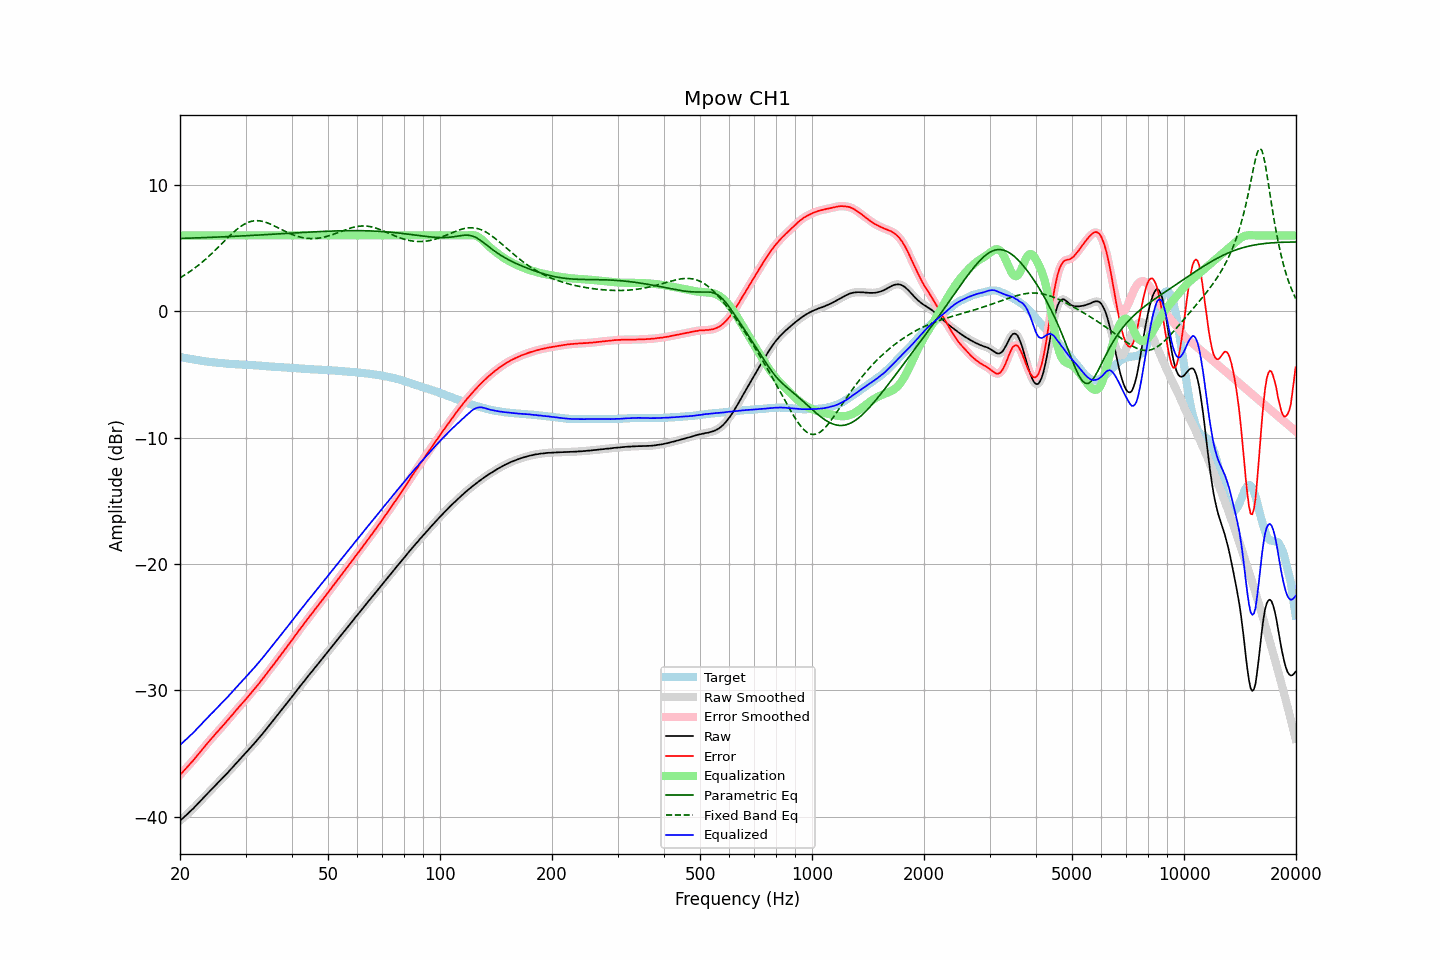 Mpow CH1
Amplitude (dBr)
10
0
−10
−20
−30
−40
Target
Raw Smoothed
Error Smoothed
Raw
Error
Equalization
Parametric Eq
Fixed Band Eq
Equalized
20 50 100 200 500 1000 2000 5000 10000 20000
Frequency (Hz)